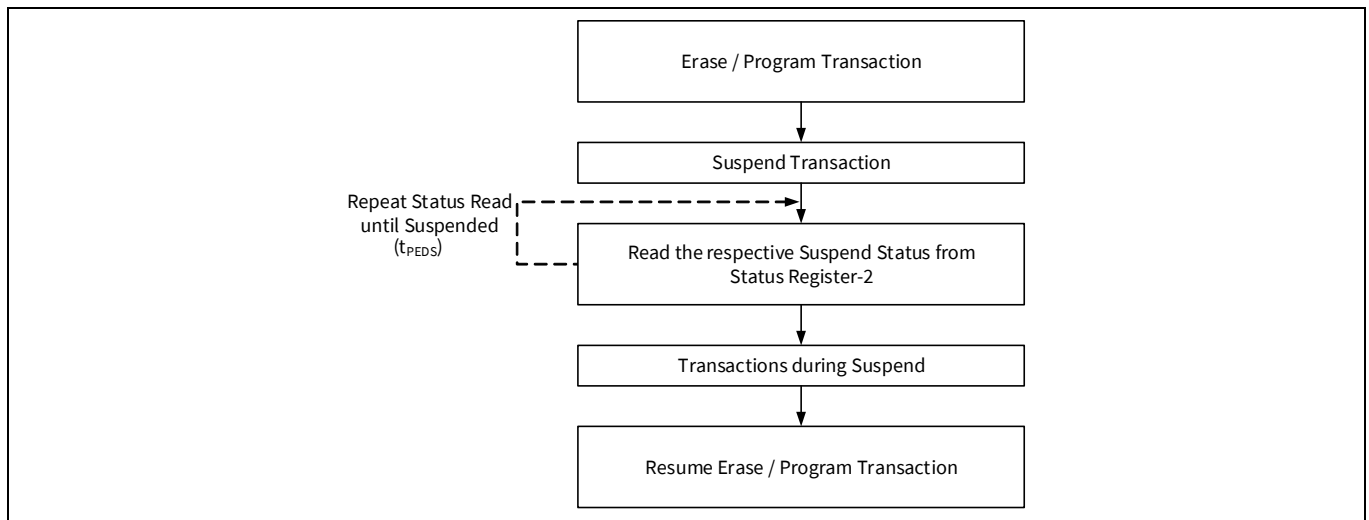 Erase / Program Transaction
Suspend Transaction
Repeat Status Read
until Suspended
(tPEDS)
Read the respective Suspend Status from
Status Register-2
Transactions during Suspend
Resume Erase / Program Transaction